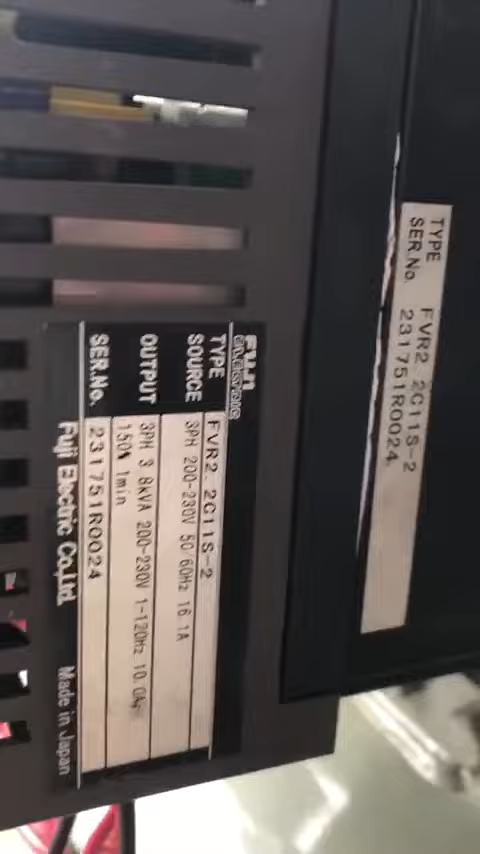 FUJI
ELECTRIC
TYPE FVR2. 2C11S-2
SOURCE 3PH 200-230V 50/60Hz 16.1A
OUTPUT 3PH 3.8kVA 200-230V 1-120Hz 10.0A
150% 1min
SER.No. 231751R0024
Fuji Electric Co.,Ltd. Made in Japan
TYPE FVR2. 2C11S-2
SER.No. 231751R0024